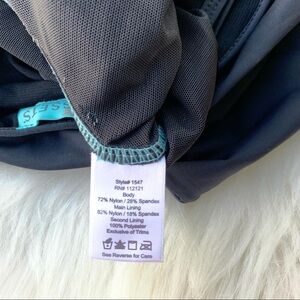 Style# 1547
RN# 112121
Body
72% Nylon / 28% Spandex
Main Lining
82% Nylon / 18% Spandex
Second Lining
100% Polyester
Exclusive of Trims
See Reverse for Care